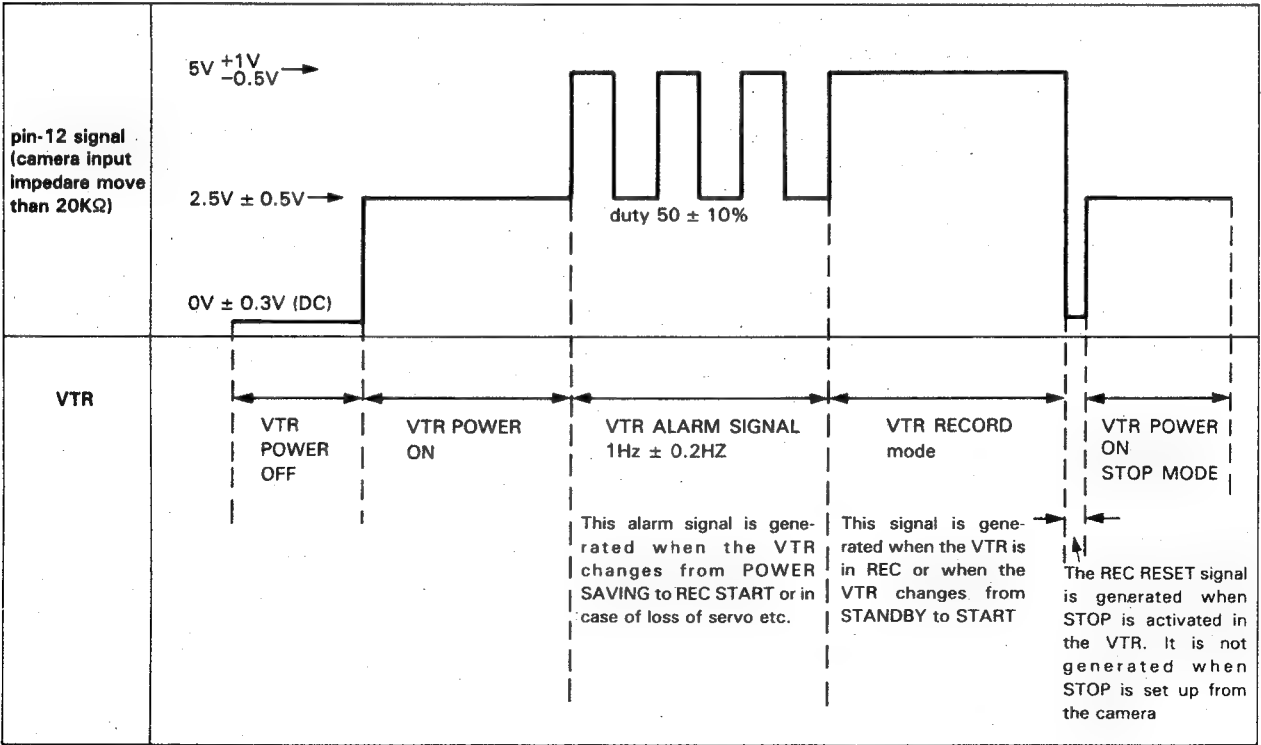 5V +1V
−0.5V
pin-12 signal
(camera input
impedare move
than 20KΩ)
2.5V ± 0.5V
duty 50 ± 10%
0V ± 0.3V (DC)
VTR
VTR
POWER
OFF
VTR POWER
ON
VTR ALARM SIGNAL
1Hz ± 0.2HZ
VTR RECORD
mode
VTR POWER
ON
STOP MODE
This alarm signal is gene-
rated when the VTR
changes from POWER
SAVING to REC START or in
case of loss of servo etc.
This signal is gene-
rated when the VTR is
in REC or when the
VTR changes from
STANDBY to START
The REC RESET signal
is generated when
STOP is activated in
the VTR. It is not
generated when
STOP is set up from
the camera